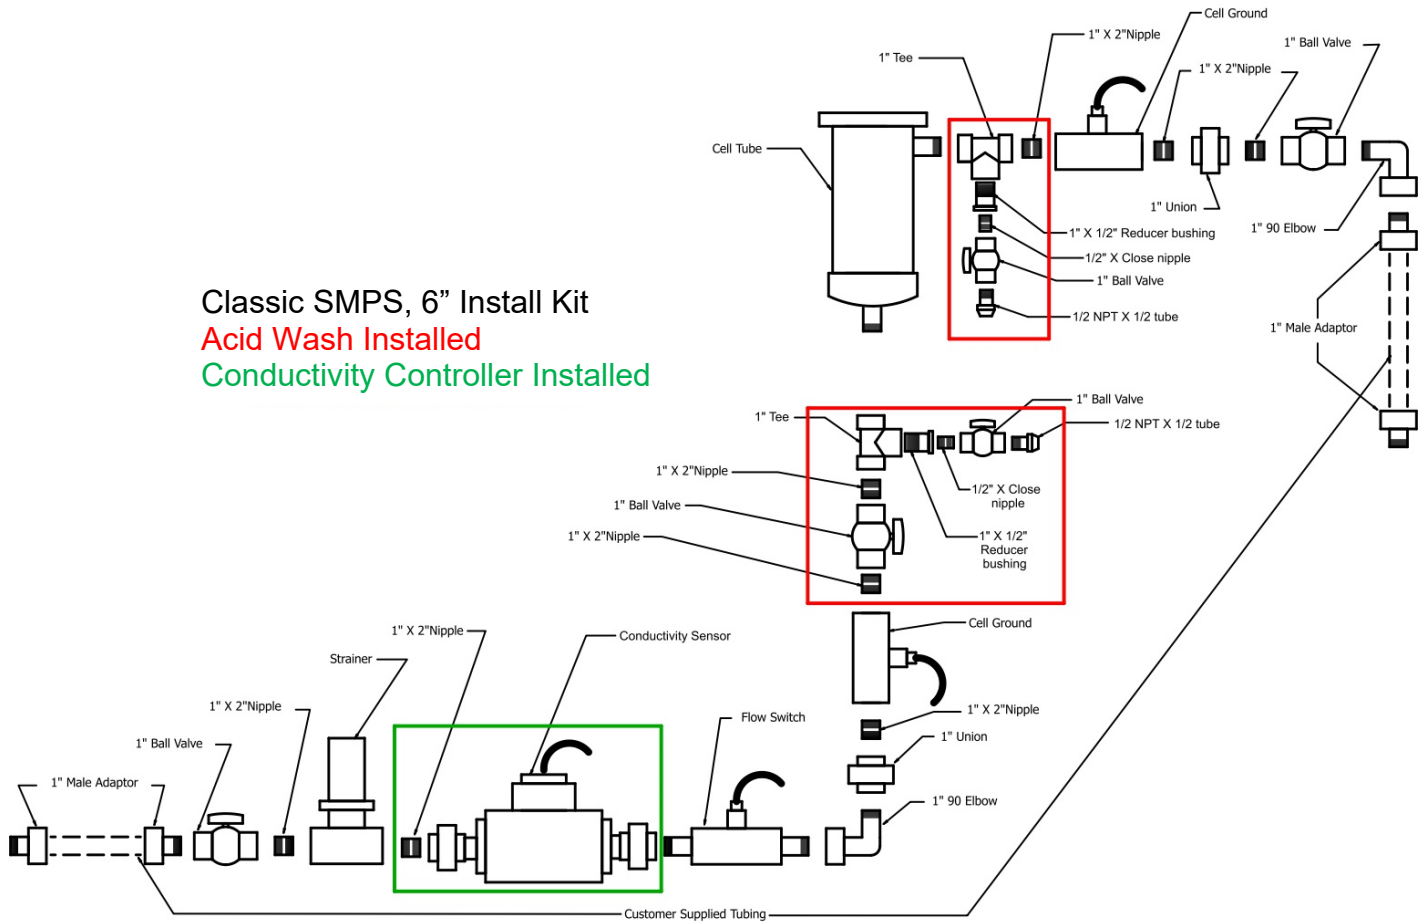 Cell Ground
1" X 2"Nipple
1" Ball Valve
1" Tee
1" X 2"Nipple
Cell Tube
1" Union
1" 90 Elbow
1" X 1/2" Reducer bushing
1/2" X Close nipple
1" Ball Valve
1/2 NPT X 1/2 tube
1" Male Adaptor
Classic SMPS, 6” Install Kit
Acid Wash Installed
Conductivity Controller Installed
1" Ball Valve
1" Tee
1/2 NPT X 1/2 tube
1" X 2"Nipple
1/2" X Close
nipple
1" Ball Valve
1" X 2"Nipple
1" X 1/2"
Reducer
bushing
Cell Ground
1" X 2"Nipple
Conductivity Sensor
Strainer
1" X 2"Nipple
1" X 2"Nipple
Flow Switch
1" Union
1" Ball Valve
1" Male Adaptor
1" 90 Elbow
Customer Supplied Tubing